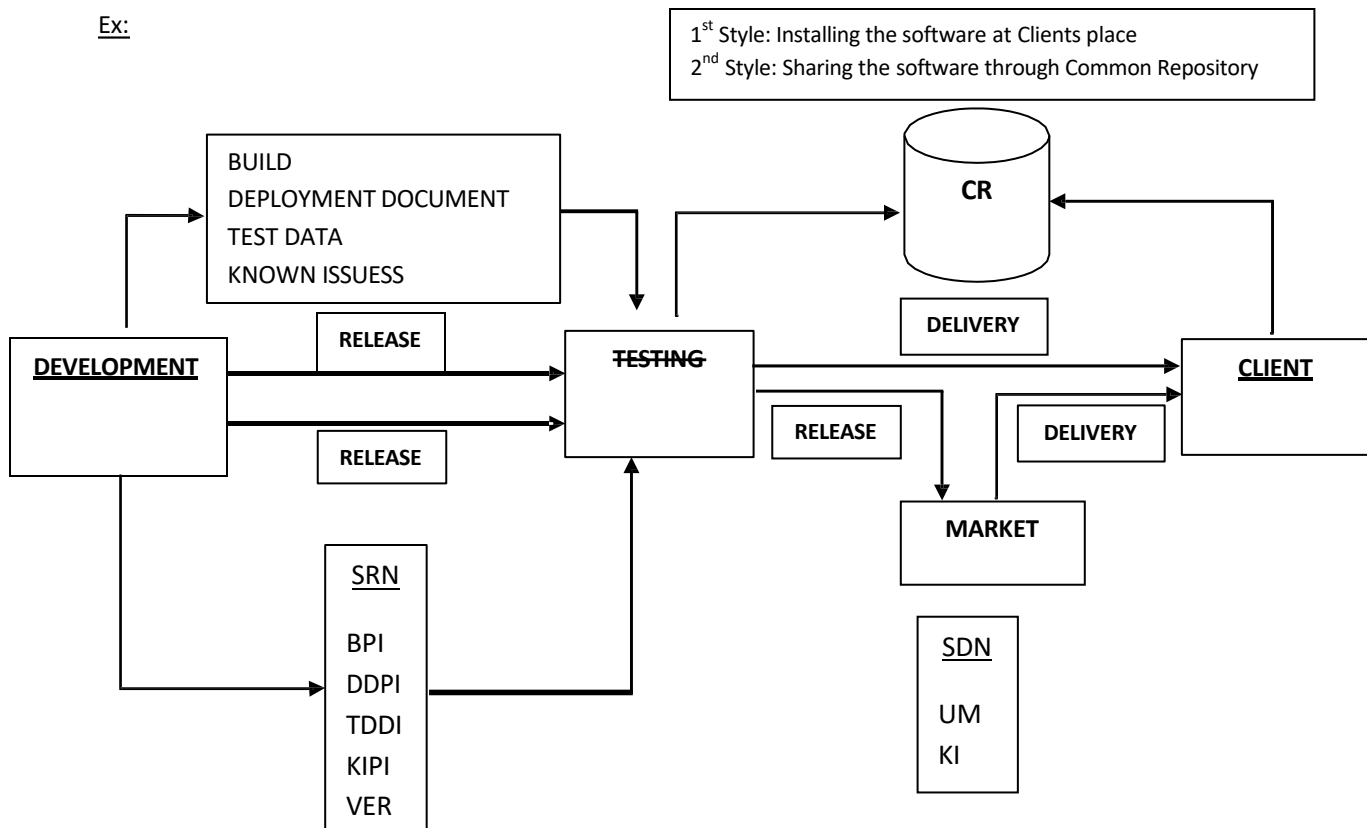 Ex:
1st Style: Installing the software at Clients place
2nd Style: Sharing the software through Common Repository
BUILD
DEPLOYMENT DOCUMENT
TEST DATA
KNOWN ISSUESS
CR
RELEASE
DELIVERY
DEVELOPMENT
TESTING
CLIENT
RELEASE
RELEASE
DELIVERY
MARKET
SRN
BPI
DDPI
TDDI
KIPI
VER
SDN
UM
KI